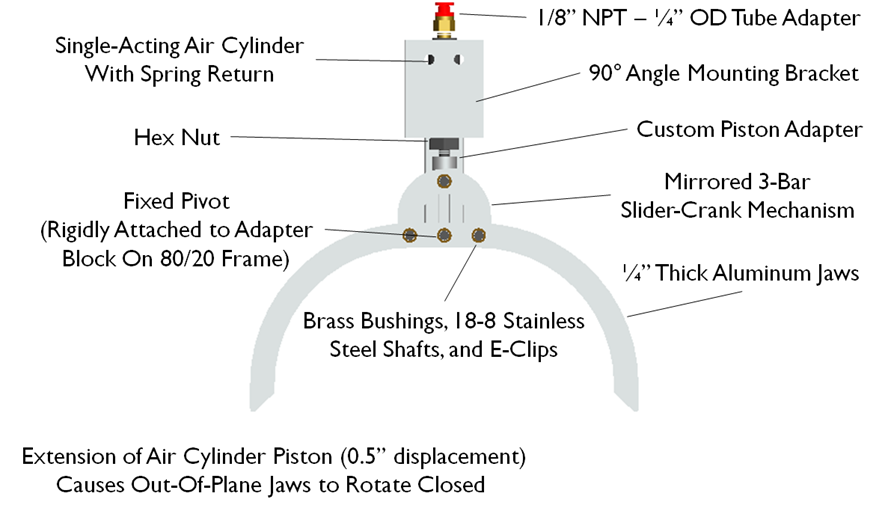 1/8” NPT – ¼” OD Tube Adapter
Single-Acting Air Cylinder
With Spring Return
90° Angle Mounting Bracket
Hex Nut
Custom Piston Adapter
Mirrored 3-Bar
Slider-Crank Mechanism
Fixed Pivot
(Rigidly Attached to Adapter
Block On 80/20 Frame)
¼” Thick Aluminum Jaws
Brass Bushings, 18-8 Stainless
Steel Shafts, and E-Clips
Extension of Air Cylinder Piston (0.5” displacement)
Causes Out-Of-Plane Jaws to Rotate Closed